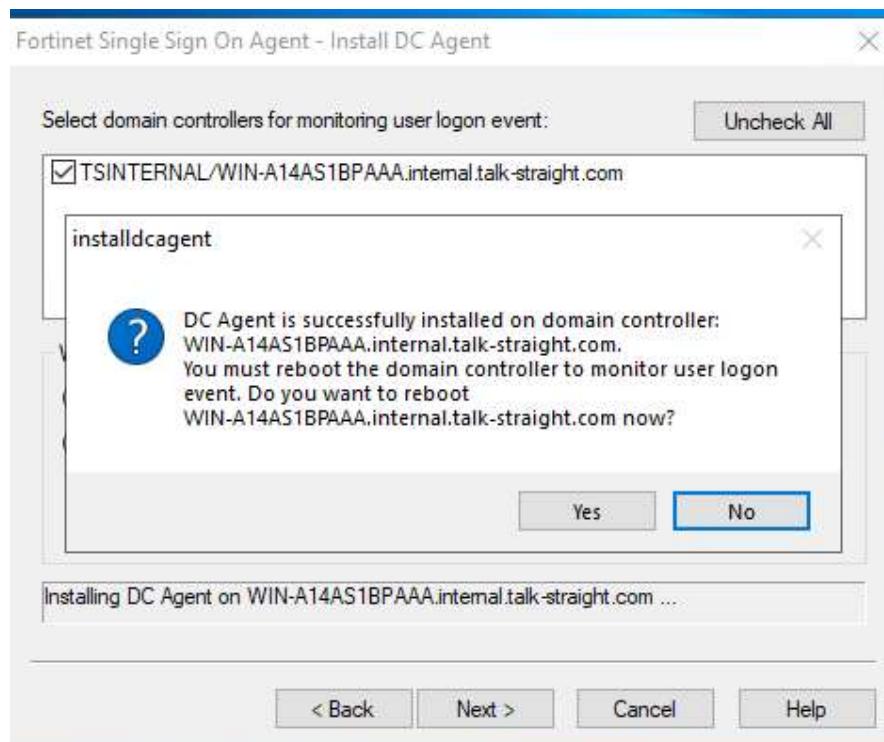 Fortinet Single Sign On Agent - Install DC Agent
Select domain controllers for monitoring user logon event:
Uncheck All
TSINTERNAL/WIN-A14AS1BPAAA.internal.talk-straight.com
installdcagent
DC Agent is successfully installed on domain controller:
WIN-A14AS1BPAAA.internal.talk-straight.com.
You must reboot the domain controller to monitor user logon
event. Do you want to reboot
WIN-A14AS1BPAAA.internal.talk-straight.com now?
Yes
No
Installing DC Agent on WIN-A14AS1BPAAA.internal.talk-straight.com ...
< Back
Next >
Cancel
Help